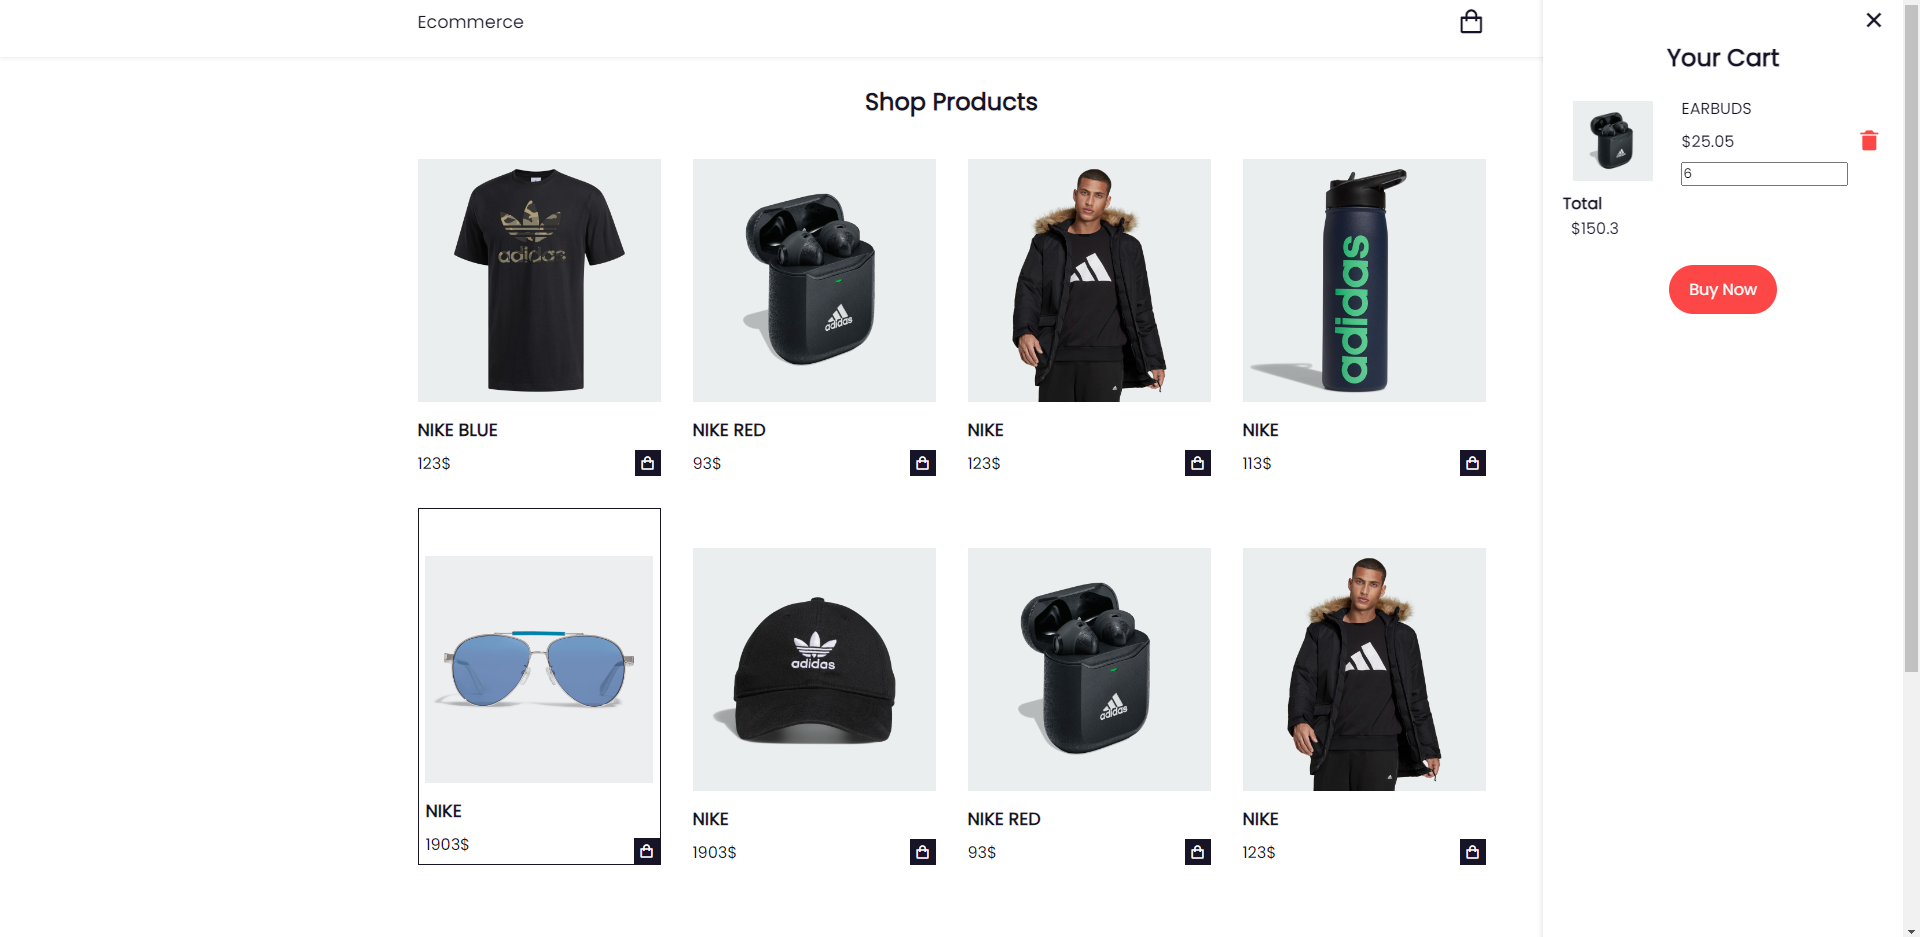 Ecommerce
Shop Products
adidas
adidas
adidas
NIKE BLUE
123$
NIKE RED
93$
NIKE
123$
NIKE
113$
adidas
adidas
NIKE
1903$
NIKE
1903$
NIKE RED
93$
NIKE
123$
Your Cart
EARBUDS
$25.05
6
Total
$150.3
Buy Now